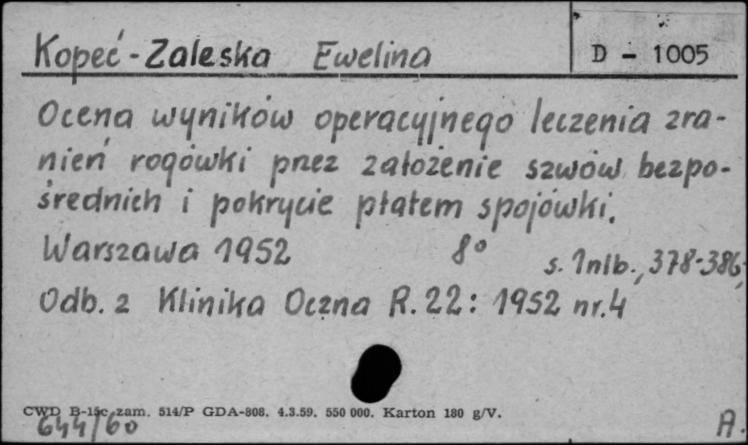 Kopeć-Zaleska Ewelina D - 1005
Ocena wyników operacyjnego leczenia zra-
nień rogówki przez założenie szwów bezpo-
średnich i pokrycie płatem spojówki.
Warszawa 1952 8° s. 1nlb., 378-386,
Odb. z Klinika Oczna R. 22: 1952 nr. 4
CWD B-15c zam. 514/P GDA-808. 4.3.59. 550 000. Karton 180 g/V.
644/60 A.